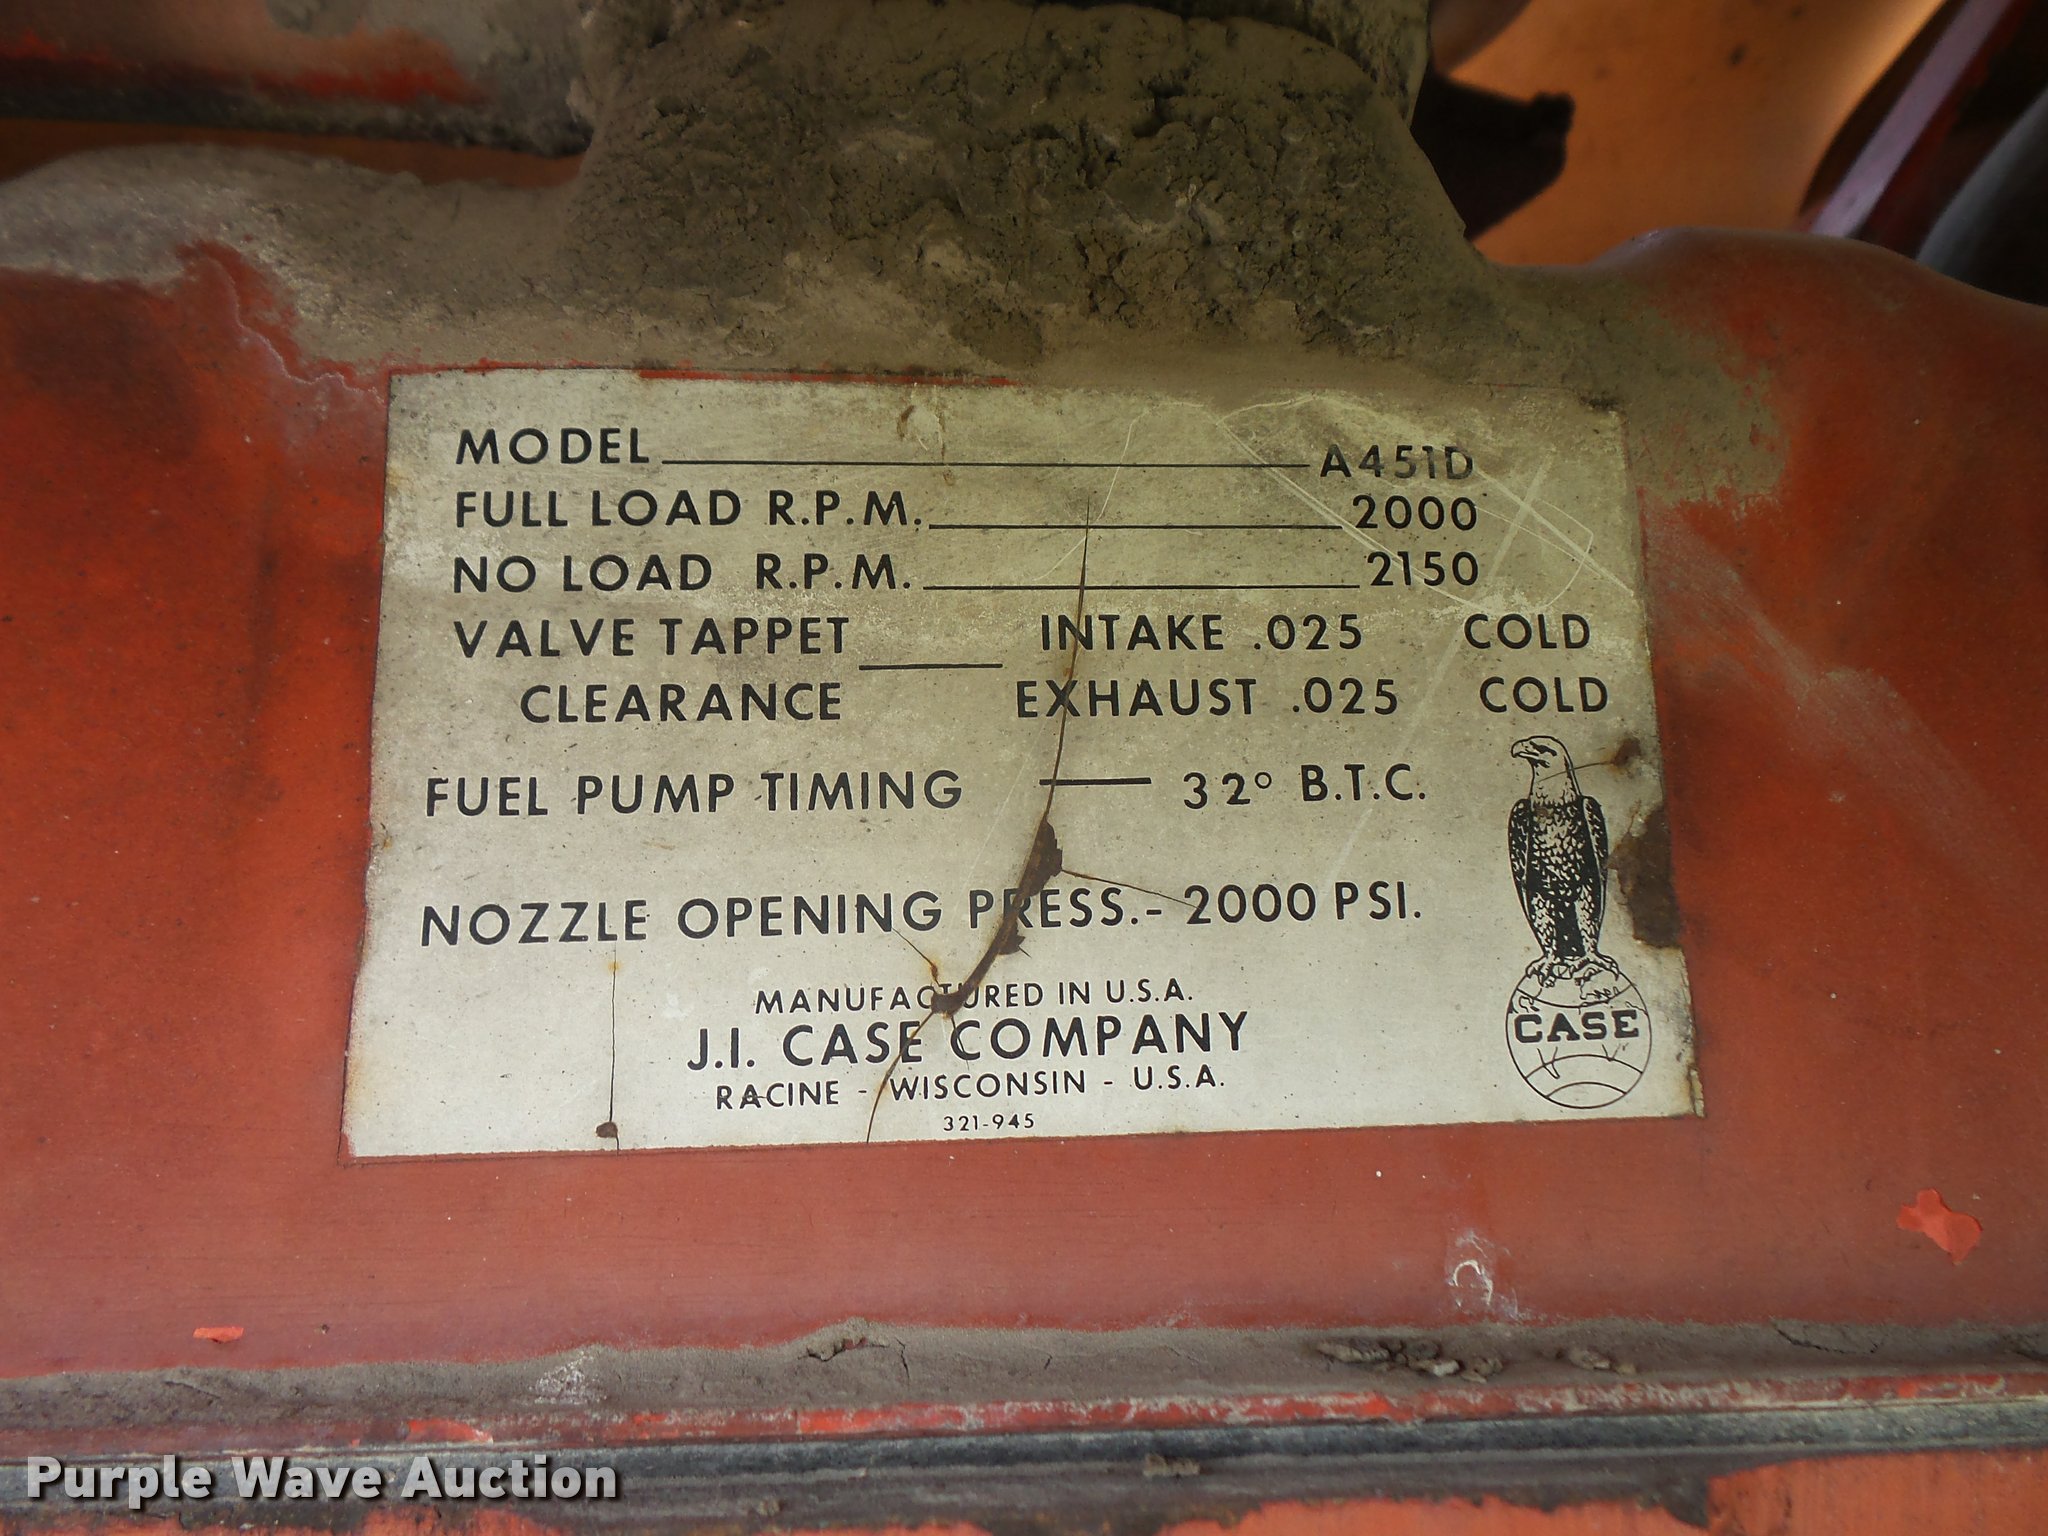 MODEL A451D
FULL LOAD R.P.M. 2000
NO LOAD R.P.M. 2150
VALVE TAPPET INTAKE .025 COLD
CLEARANCE EXHAUST .025 COLD
FUEL PUMP TIMING — 32° B.T.C.
NOZZLE OPENING PRESS.- 2000 PSI.
MANUFACTURED IN U.S.A.
J.I. CASE COMPANY
RACINE - WISCONSIN - U.S.A.
321-945
CASE
Purple Wave Auction